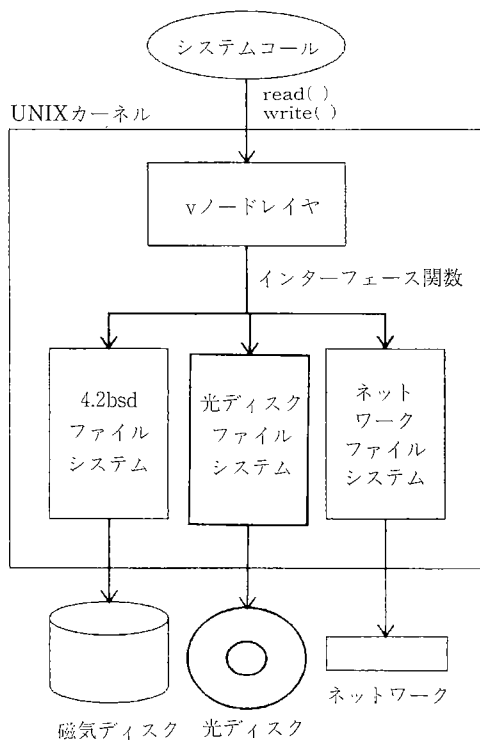 システムコール
read( )
write( )
UNIXカーネル
vノードレイヤ
インターフェース関数
4.2bsd
ファイル
システム
光ディスク
ファイル
システム
ネット
ワーク
ファイル
システム
磁気ディスク
光ディスク
ネットワーク